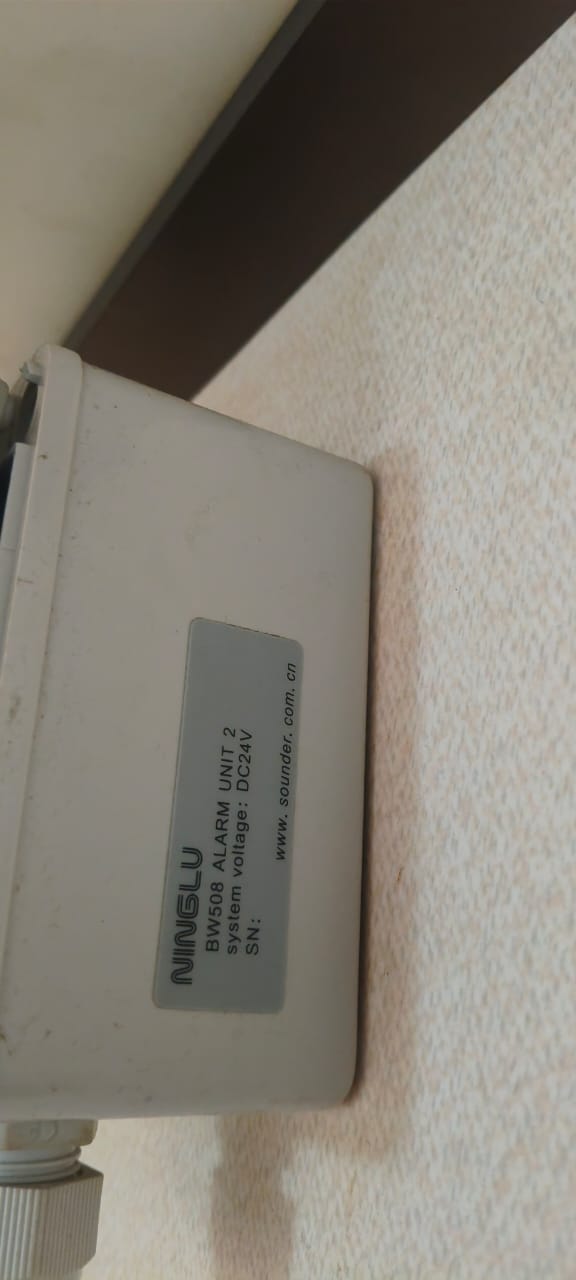 NINGLU
BW508 ALARM UNIT 2
system voltage: DC24V
SN:
www. sounder. com. cn